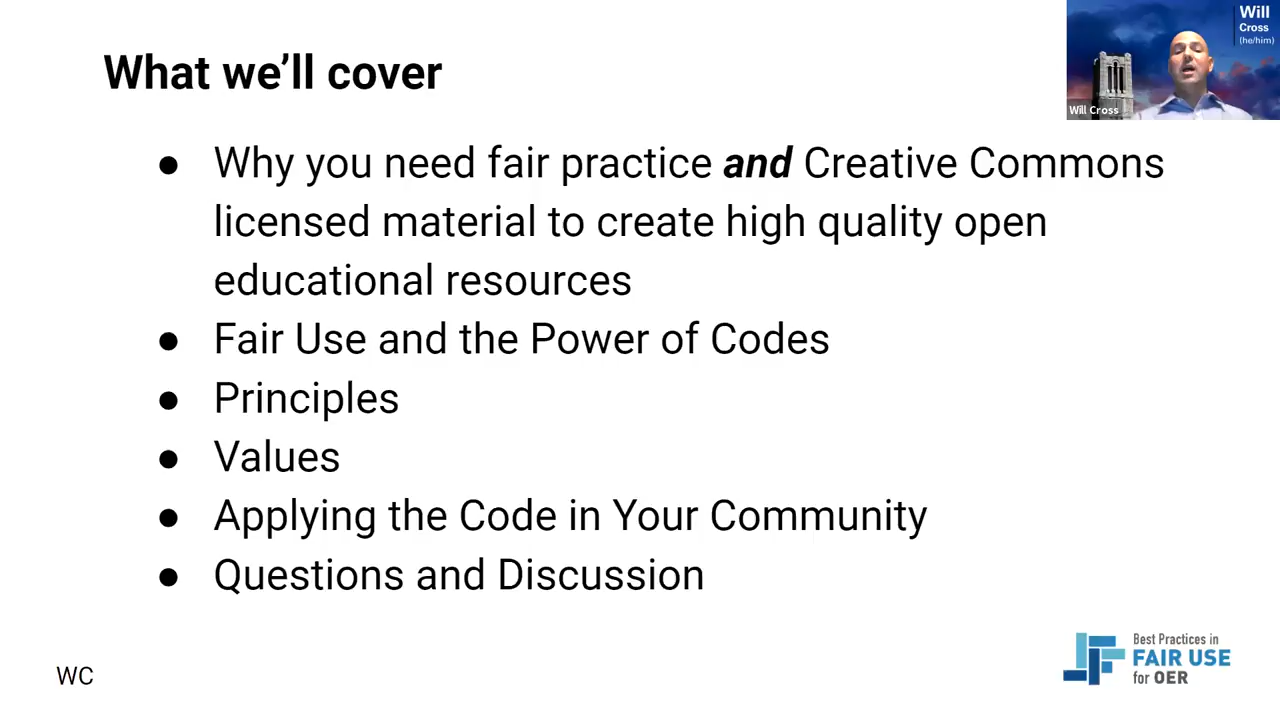 What we'll cover
Will
Cross
(he/him)
Will Cross
● Why you need fair practice and Creative Commons
licensed material to create high quality open
educational resources
● Fair Use and the Power of Codes
● Principles
● Values
● Applying the Code in Your Community
● Questions and Discussion
WC
Best Practices in
FAIR USE
for OER